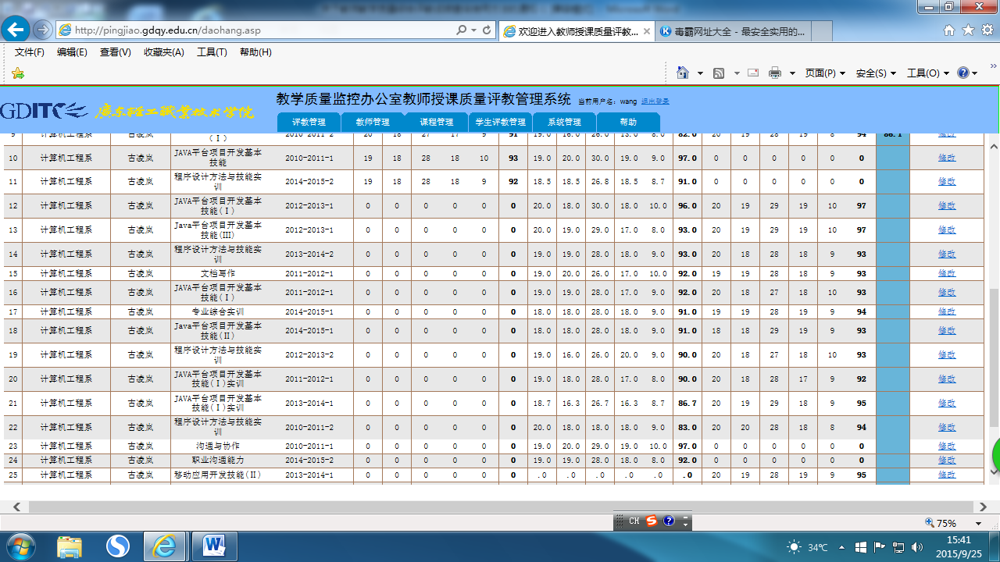 http://pingjiao.gdqy.edu.cn/daohang.asp
欢迎进入教师授课质量评教...
毒霸网址大全 - 最安全实用的...
文件(F) 编辑(E) 查看(V) 收藏夹(A) 工具(T) 帮助(H)
页面(P) 安全(S) 工具(O)
GDITC 广东轻工职业技术学院
教学质量监控办公室教师授课质量评教管理系统 当前用户名：wang 退出登录
评教管理 教师管理 课程管理 学生评教管理 系统管理 帮助
9 计算机工程系 古凌岚 (Ⅰ) 2010-2011-2 20 18 27 17 9 91 19.0 16.0 26.0 13.0 8.0 82.0 20 19 28 19 8 94 86.1 修改
10 计算机工程系 古凌岚 JAVA平台项目开发基本技能 2010-2011-1 19 18 28 18 10 93 19.0 20.0 30.0 19.0 9.0 97.0 0 0 0 0 0 0 修改
11 计算机工程系 古凌岚 程序设计方法与技能实训 2014-2015-2 19 18 28 18 9 92 18.5 18.5 26.8 18.5 8.7 91.0 0 0 0 0 0 0 修改
12 计算机工程系 古凌岚 JAVA平台项目开发基本技能(Ⅰ) 2012-2013-1 0 0 0 0 0 0 20.0 18.0 30.0 18.0 10.0 96.0 20 19 29 19 10 97 修改
13 计算机工程系 古凌岚 Java平台项目开发基本技能(III) 2012-2013-1 0 0 0 0 0 0 20.0 19.0 29.0 17.0 8.0 93.0 20 19 29 19 10 97 修改
14 计算机工程系 古凌岚 程序设计方法与技能实训 2013-2014-2 0 0 0 0 0 0 19.0 19.0 28.0 18.0 9.0 93.0 20 18 28 18 9 93 修改
15 计算机工程系 古凌岚 文档写作 2011-2012-1 0 0 0 0 0 0 19.0 20.0 26.0 17.0 10.0 92.0 19 19 28 18 9 93 修改
16 计算机工程系 古凌岚 JAVA平台项目开发基本技能(Ⅰ) 2011-2012-1 0 0 0 0 0 0 19.0 19.0 28.0 17.0 9.0 92.0 20 18 27 18 10 93 修改
17 计算机工程系 古凌岚 专业综合实训 2014-2015-1 0 0 0 0 0 0 18.0 18.0 28.0 18.0 9.0 91.0 19 19 28 19 9 94 修改
18 计算机工程系 古凌岚 Java平台项目开发基本技能(Ⅱ) 2014-2015-1 0 0 0 0 0 0 18.0 18.0 28.0 18.0 9.0 91.0 18 18 29 19 9 93 修改
19 计算机工程系 古凌岚 程序设计方法与技能实训 2012-2013-2 0 0 0 0 0 0 19.0 16.0 26.0 20.0 9.0 90.0 20 18 27 18 10 93 修改
20 计算机工程系 古凌岚 JAVA平台项目开发基本技能(Ⅰ)实训 2011-2012-1 0 0 0 0 0 0 19.0 18.0 28.0 17.0 8.0 90.0 20 18 28 17 9 92 修改
21 计算机工程系 古凌岚 JAVA平台项目开发基本技能(Ⅰ)实训 2013-2014-1 0 0 0 0 0 0 18.7 16.3 26.7 16.3 8.7 86.7 20 19 29 18 9 95 修改
22 计算机工程系 古凌岚 程序设计方法与技能实训 2010-2011-2 0 0 0 0 0 0 20.0 18.0 18.0 18.0 9.0 83.0 20 20 28 18 8 94 修改
23 计算机工程系 古凌岚 沟通与协作 2010-2011-1 0 0 0 0 0 0 19.0 20.0 29.0 19.0 10.0 97.0 0 0 0 0 0 0 修改
24 计算机工程系 古凌岚 职业沟通能力 2014-2015-2 0 0 0 0 0 0 19.0 19.0 28.0 18.0 8.0 92.0 0 0 0 0 0 0 修改
25 计算机工程系 古凌岚 移动应用开发技能(Ⅱ) 2013-2014-1 0 0 0 0 0 0 .0 .0 .0 .0 .0 .0 20 19 28 19 9 95 修改
CH
75%
34℃
15:41
2015/9/25